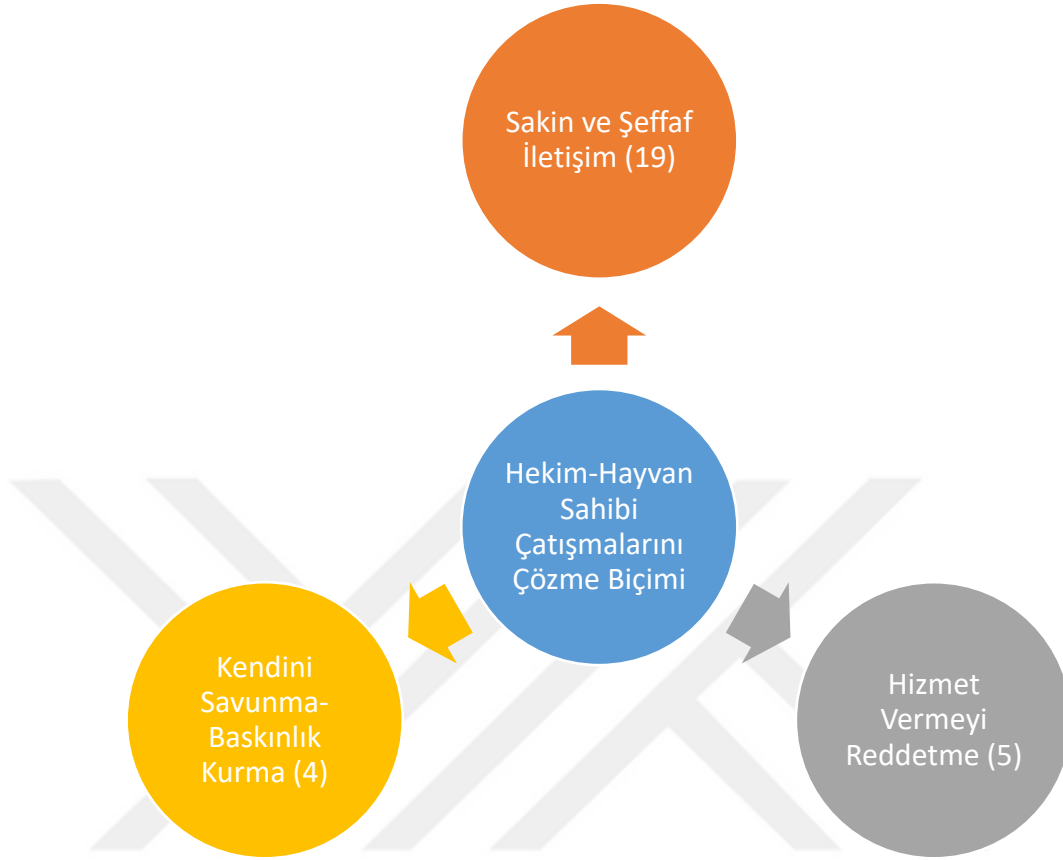 Sakin ve Şeffaf
İletişim (19)
Hekim-Hayvan
Sahibi
Çatışmalarını
Çözme Biçimi
Kendini
Savunma-
Baskınlık
Kurma (4)
Hizmet
Vermeyi
Reddetme (5)